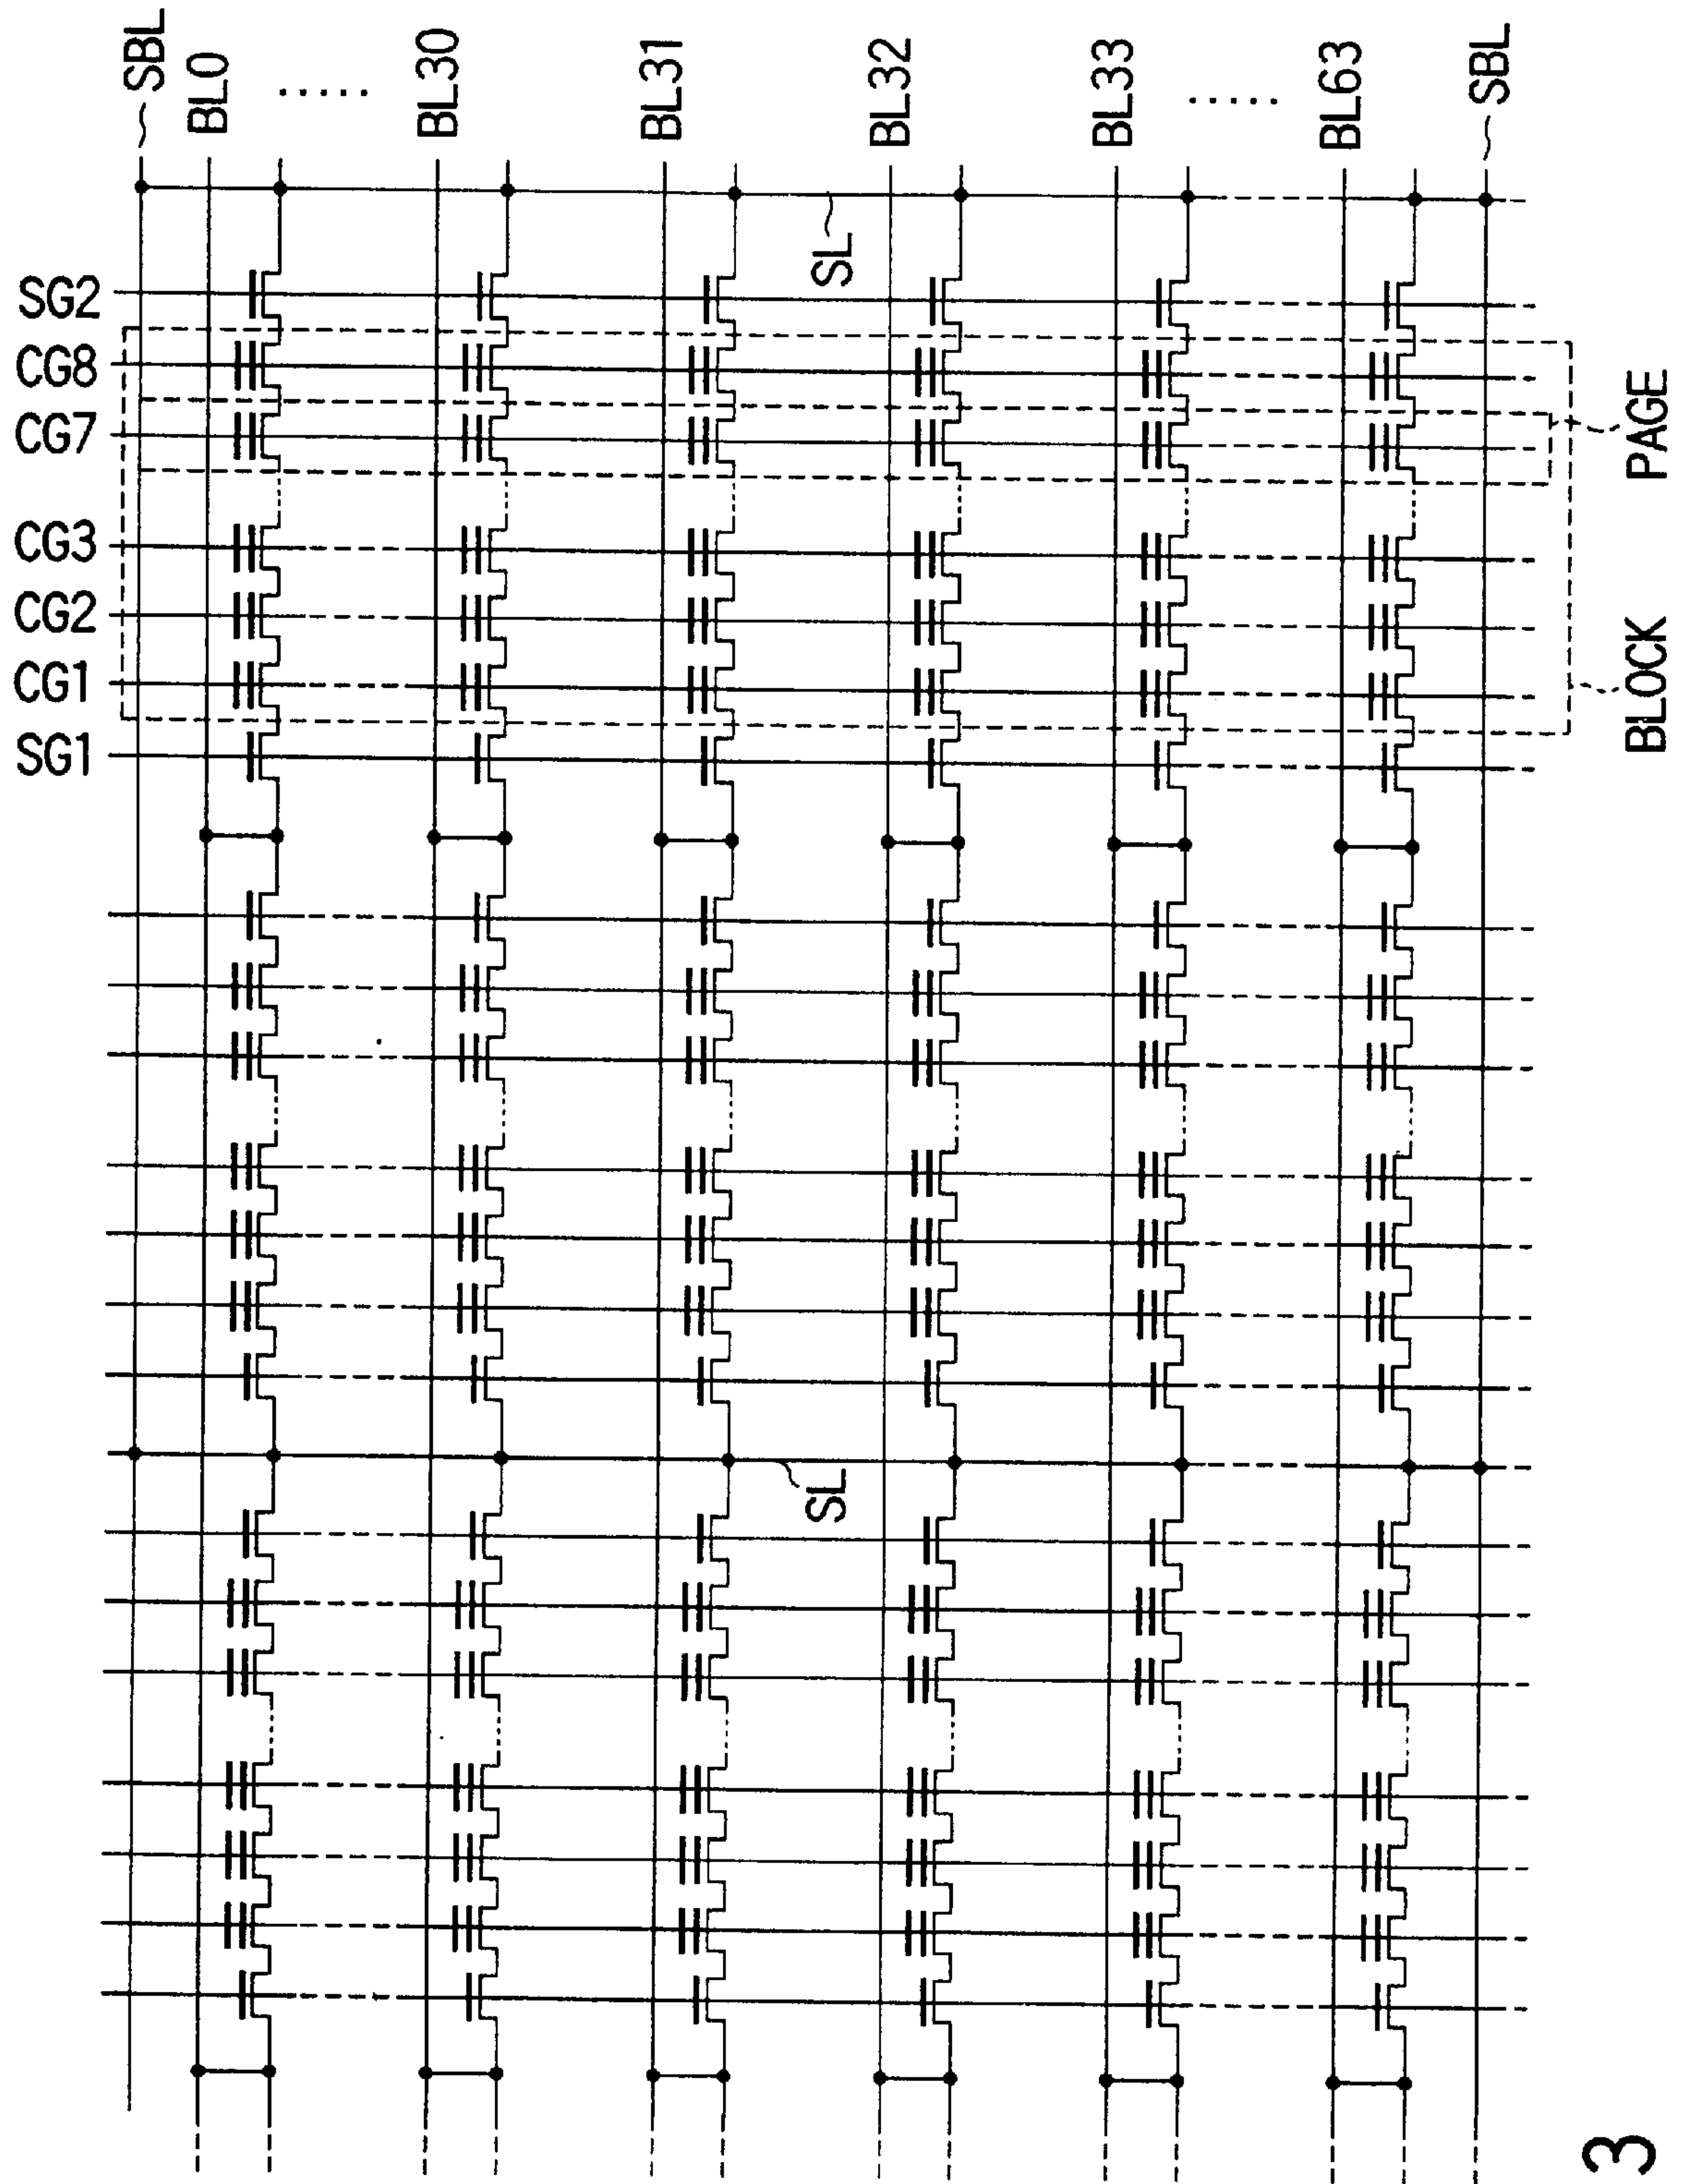 SBL
BL0
.....
BL30
BL31
BL32
BL33
.....
BL63
SBL
SG2
CG8
CG7
CG3
CG2
CG1
SG1
SL
SL
PAGE
BLOCK
3